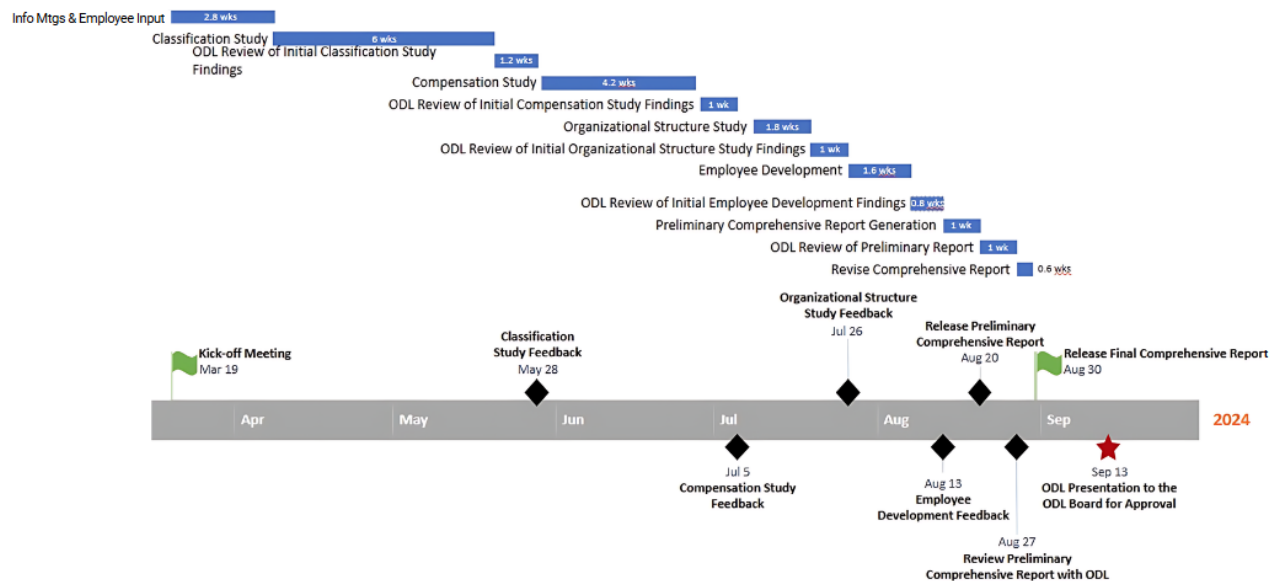 Info Mtgs & Employee Input
2.8 wks
Classification Study
6 wks
ODL Review of Initial Classification Study
Findings
1.2 wks
Compensation Study
4.2 wks
ODL Review of Initial Compensation Study Findings
1 wk
Organizational Structure Study
1.8 wks
ODL Review of Initial Organizational Structure Study Findings
1 wk
Employee Development
1.6 wks
ODL Review of Initial Employee Development Findings
0.8 wks
Preliminary Comprehensive Report Generation
1 wk
ODL Review of Preliminary Report
1 wk
Revise Comprehensive Report
0.6 wks
Organizational Structure
Study Feedback
Jul 26
Classification
Study Feedback
May 28
Release Preliminary
Comprehensive Report
Aug 20
Kick-off Meeting
Mar 19
Release Final Comprehensive Report
Aug 30
Apr
May
Jun
Jul
Aug
Sep
2024
Jul 5
Compensation Study
Feedback
Aug 13
Employee
Development Feedback
Sep 13
ODL Presentation to the
ODL Board for Approval
Aug 27
Review Preliminary
Comprehensive Report with ODL